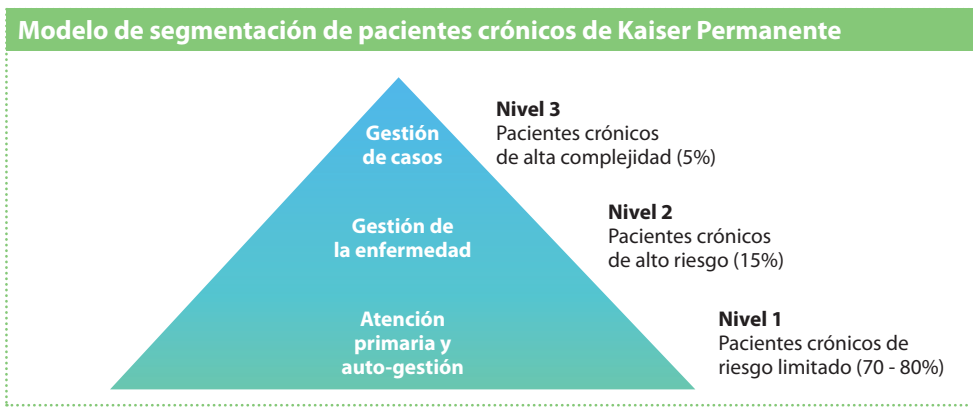 Modelo de segmentación de pacientes crónicos de Kaiser Permanente
Gestión
de casos
Nivel 3
Pacientes crónicos
de alta complejidad (5%)
Gestión de
la enfermedad
Nivel 2
Pacientes crónicos
de alto riesgo (15%)
Atención
primaria y
auto-gestión
Nivel 1
Pacientes crónicos de
riesgo limitado (70 - 80%)